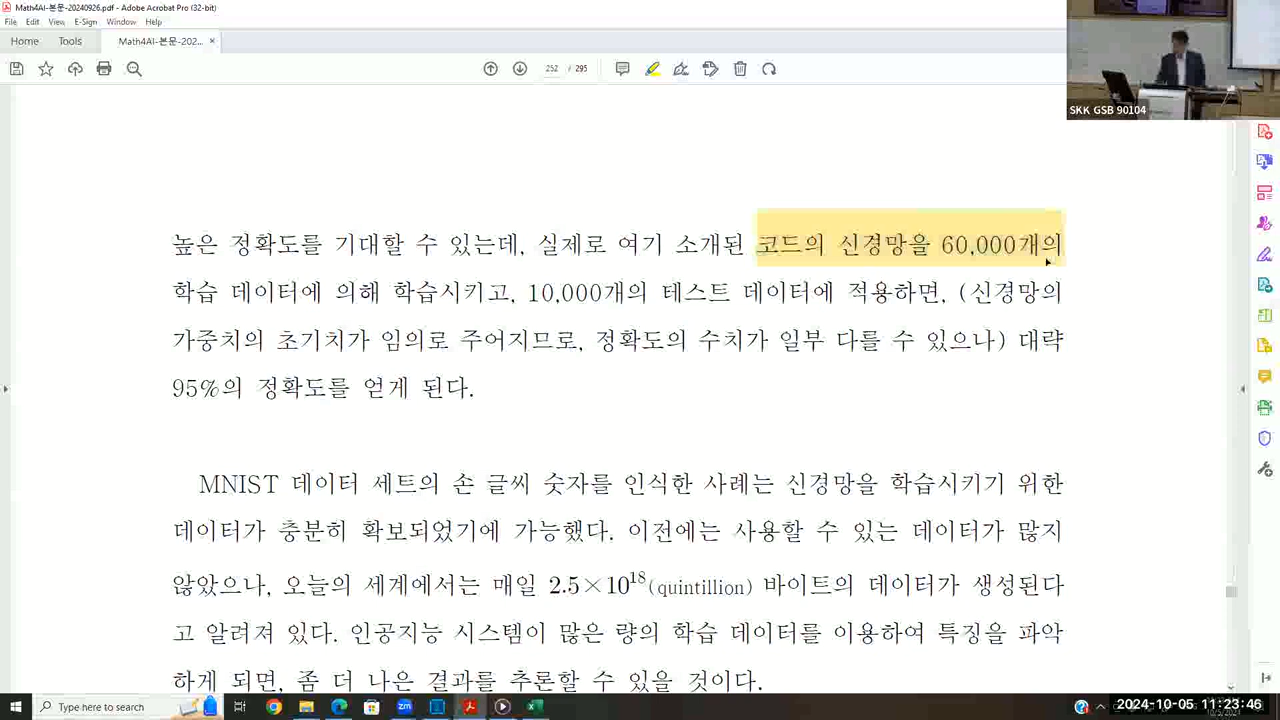 Math4AI-본문-20240926.pdf - Adobe Acrobat Pro (32-bit)
File Edit View E-Sign Window Help
Home Tools Math4AI-본문-202... ×
252 / 295
SKK GSB 90104
높은 정확도를 기대할 수 있는데, 실제로 여기 소개된 코드의 신경망을 60,000개의
학습 데이터에 의해 학습시키고, 10,000개의 테스트 데이터에 적용하면, (신경망의
가중치의 초기치가 임의로 주어지므로, 정확도의 수치가 일부 다를 수 있으나) 대략
95%의 정확도를 얻게 된다.
MNIST 데이터 세트의 손 글씨 숫자를 인식한 사례는 신경망을 학습시키기 위한
데이터가 충분히 확보되었기에 가능했다. 이전에는 사용할 수 있는 데이터가 많지
않았으나, 오늘의 세계에서는 매일 2.5×10¹⁸(quintillion) 바이트의 데이터가 생성된다
고 알려져 있다. 인공지능 시스템이 많은 량의 학습 데이터를 이용하여 특징을 파악
하게 되면, 좀 더 나은 결과를 추론할 수 있을 것이다.
Type here to search
2024-10-05 11:23:46